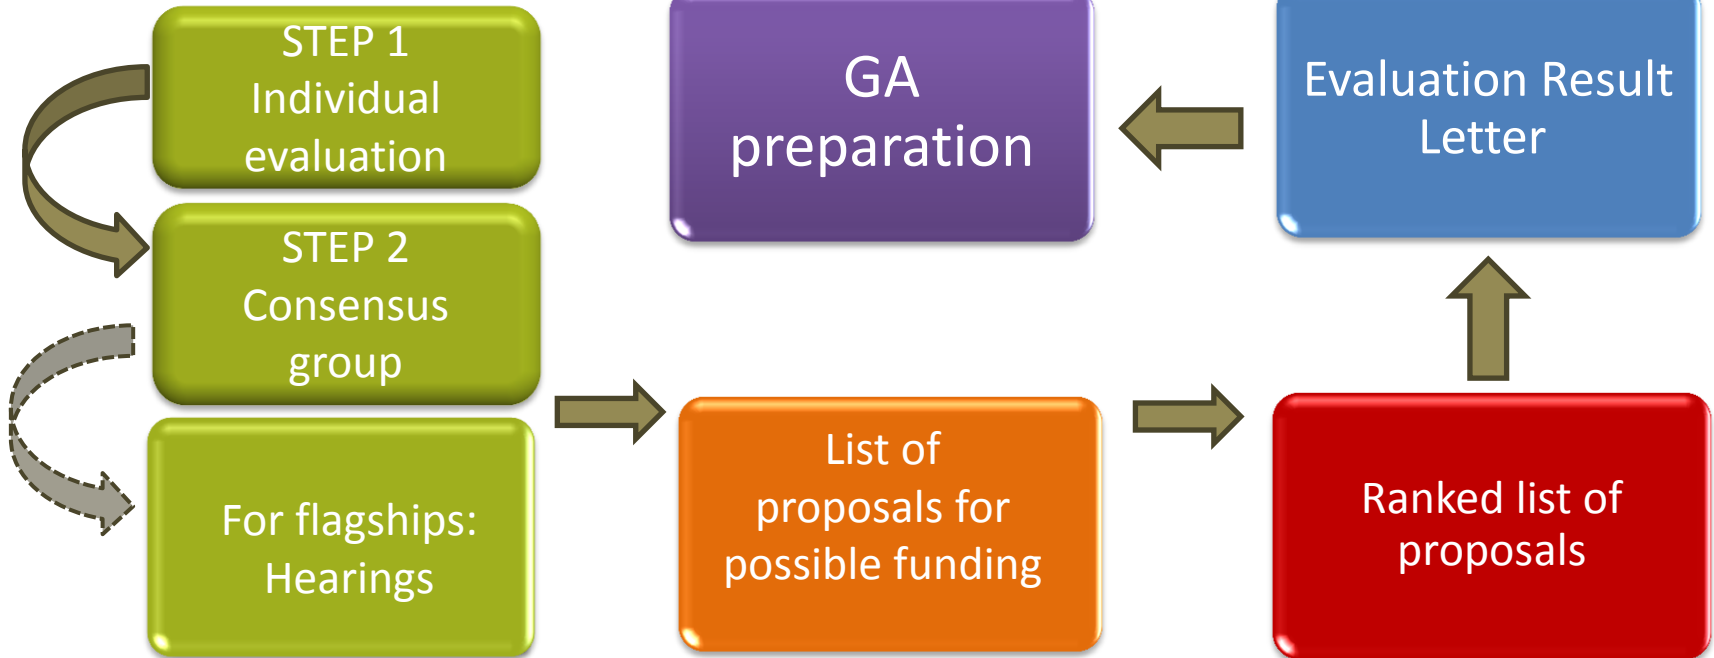 STEP 1
Individual
evaluation
STEP 2
Consensus
group
For flagships:
Hearings
List of
proposals for
possible funding
Ranked list of
proposals
Evaluation Result
Letter
GA
preparation